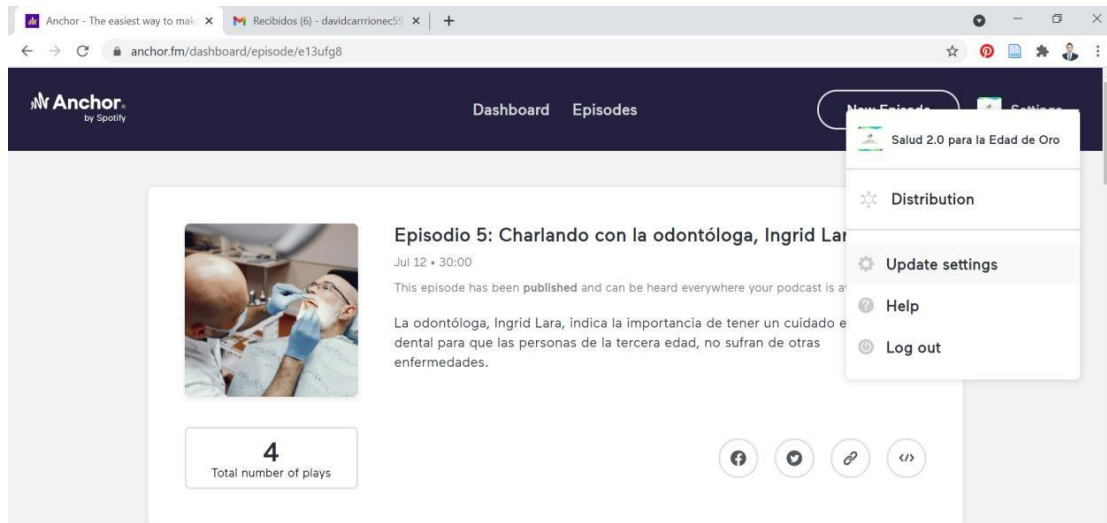 Anchor - The easiest way to mak
Recibidos (6) - davidcarrrionec59
anchor.fm/dashboard/episode/e13ufg8
Anchor
by Spotify
Dashboard
Episodes
New Episode
Settings
Salud 2.0 para la Edad de Oro
Distribution
Update settings
Help
Log out
Episodio 5: Charlando con la odontóloga, Ingrid Lar
Jul 12 • 30:00
This episode has been published and can be heard everywhere your podcast is a
La odontóloga, Ingrid Lara, indica la importancia de tener un cuidado e
dental para que las personas de la tercera edad, no sufran de otras
enfermedades.
4
Total number of plays